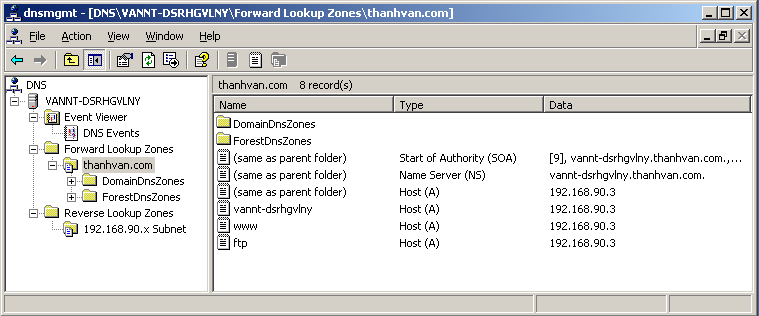 dnsmgmt - [DNS\VANNT-DSRHGVLNY\Forward Lookup Zones\thanhvan.com]
File Action View Window Help
DNS
VANNT-DSRHGVLNY
Event Viewer
DNS Events
Forward Lookup Zones
thanhvan.com
DomainDnsZones
ForestDnsZones
Reverse Lookup Zones
192.168.90.x Subnet
thanhvan.com 8 record(s)
Name Type Data
DomainDnsZones
ForestDnsZones
(same as parent folder) Start of Authority (SOA) [9], vannt-dsrhgvlny.thanhvan.com.,...
(same as parent folder) Name Server (NS) vannt-dsrhgvlny.thanhvan.com.
(same as parent folder) Host (A) 192.168.90.3
vannt-dsrhgvlny Host (A) 192.168.90.3
www Host (A) 192.168.90.3
ftp Host (A) 192.168.90.3